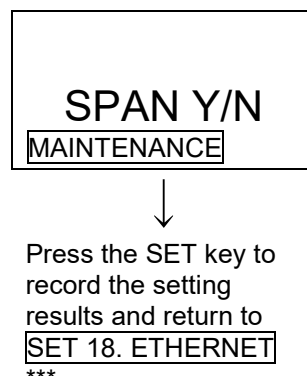 SPAN Y/N
MAINTENANCE
Press the SET key to
record the setting
results and return to
SET 18. ETHERNET
***